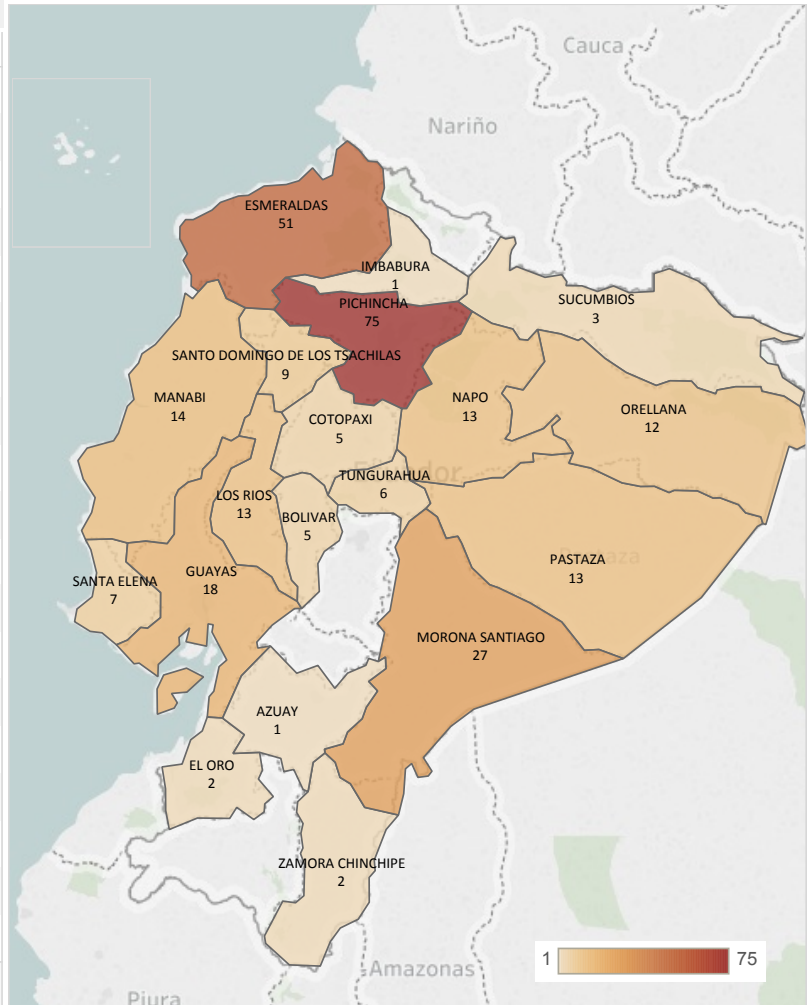 Cauca
Nariño
ESMERALDAS
51
IMBABURA
1
PICHINCHA
75
SUCUMBIOS
3
SANTO DOMINGO DE LOS TSACHILAS
9
MANABI
14
NAPO
13
COTOPAXI
5
ORELLANA
12
TUNGURAHUA
6
LOS RIOS
13
BOLIVAR
5
PASTAZA
13
SANTA ELENA
7
GUAYAS
18
MORONA SANTIAGO
27
AZUAY
1
EL ORO
2
ZAMORA CHINCHIPE
2
1 75
Amazonas
Piura